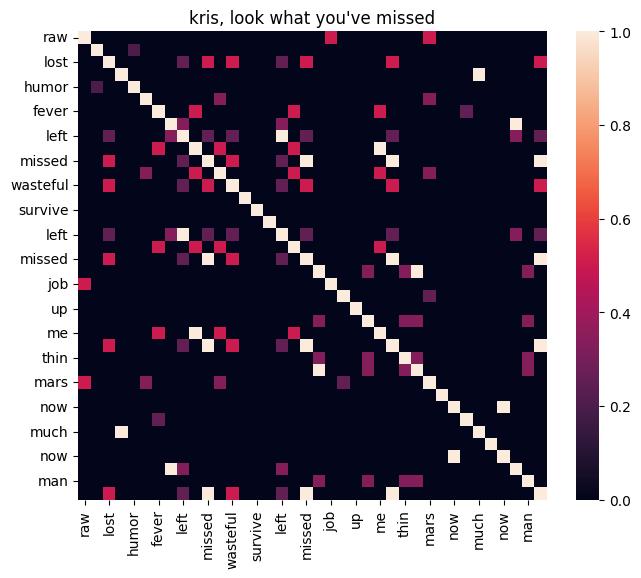 kris, look what you've missed
raw
lost
humor
fever
left
missed
wasteful
survive
left
missed
job
up
me
thin
mars
now
much
now
man
1.0
0.8
0.6
0.4
0.2
0.0
raw
lost
humor
fever
left
missed
wasteful
survive
left
missed
job
up
me
thin
mars
now
much
now
man